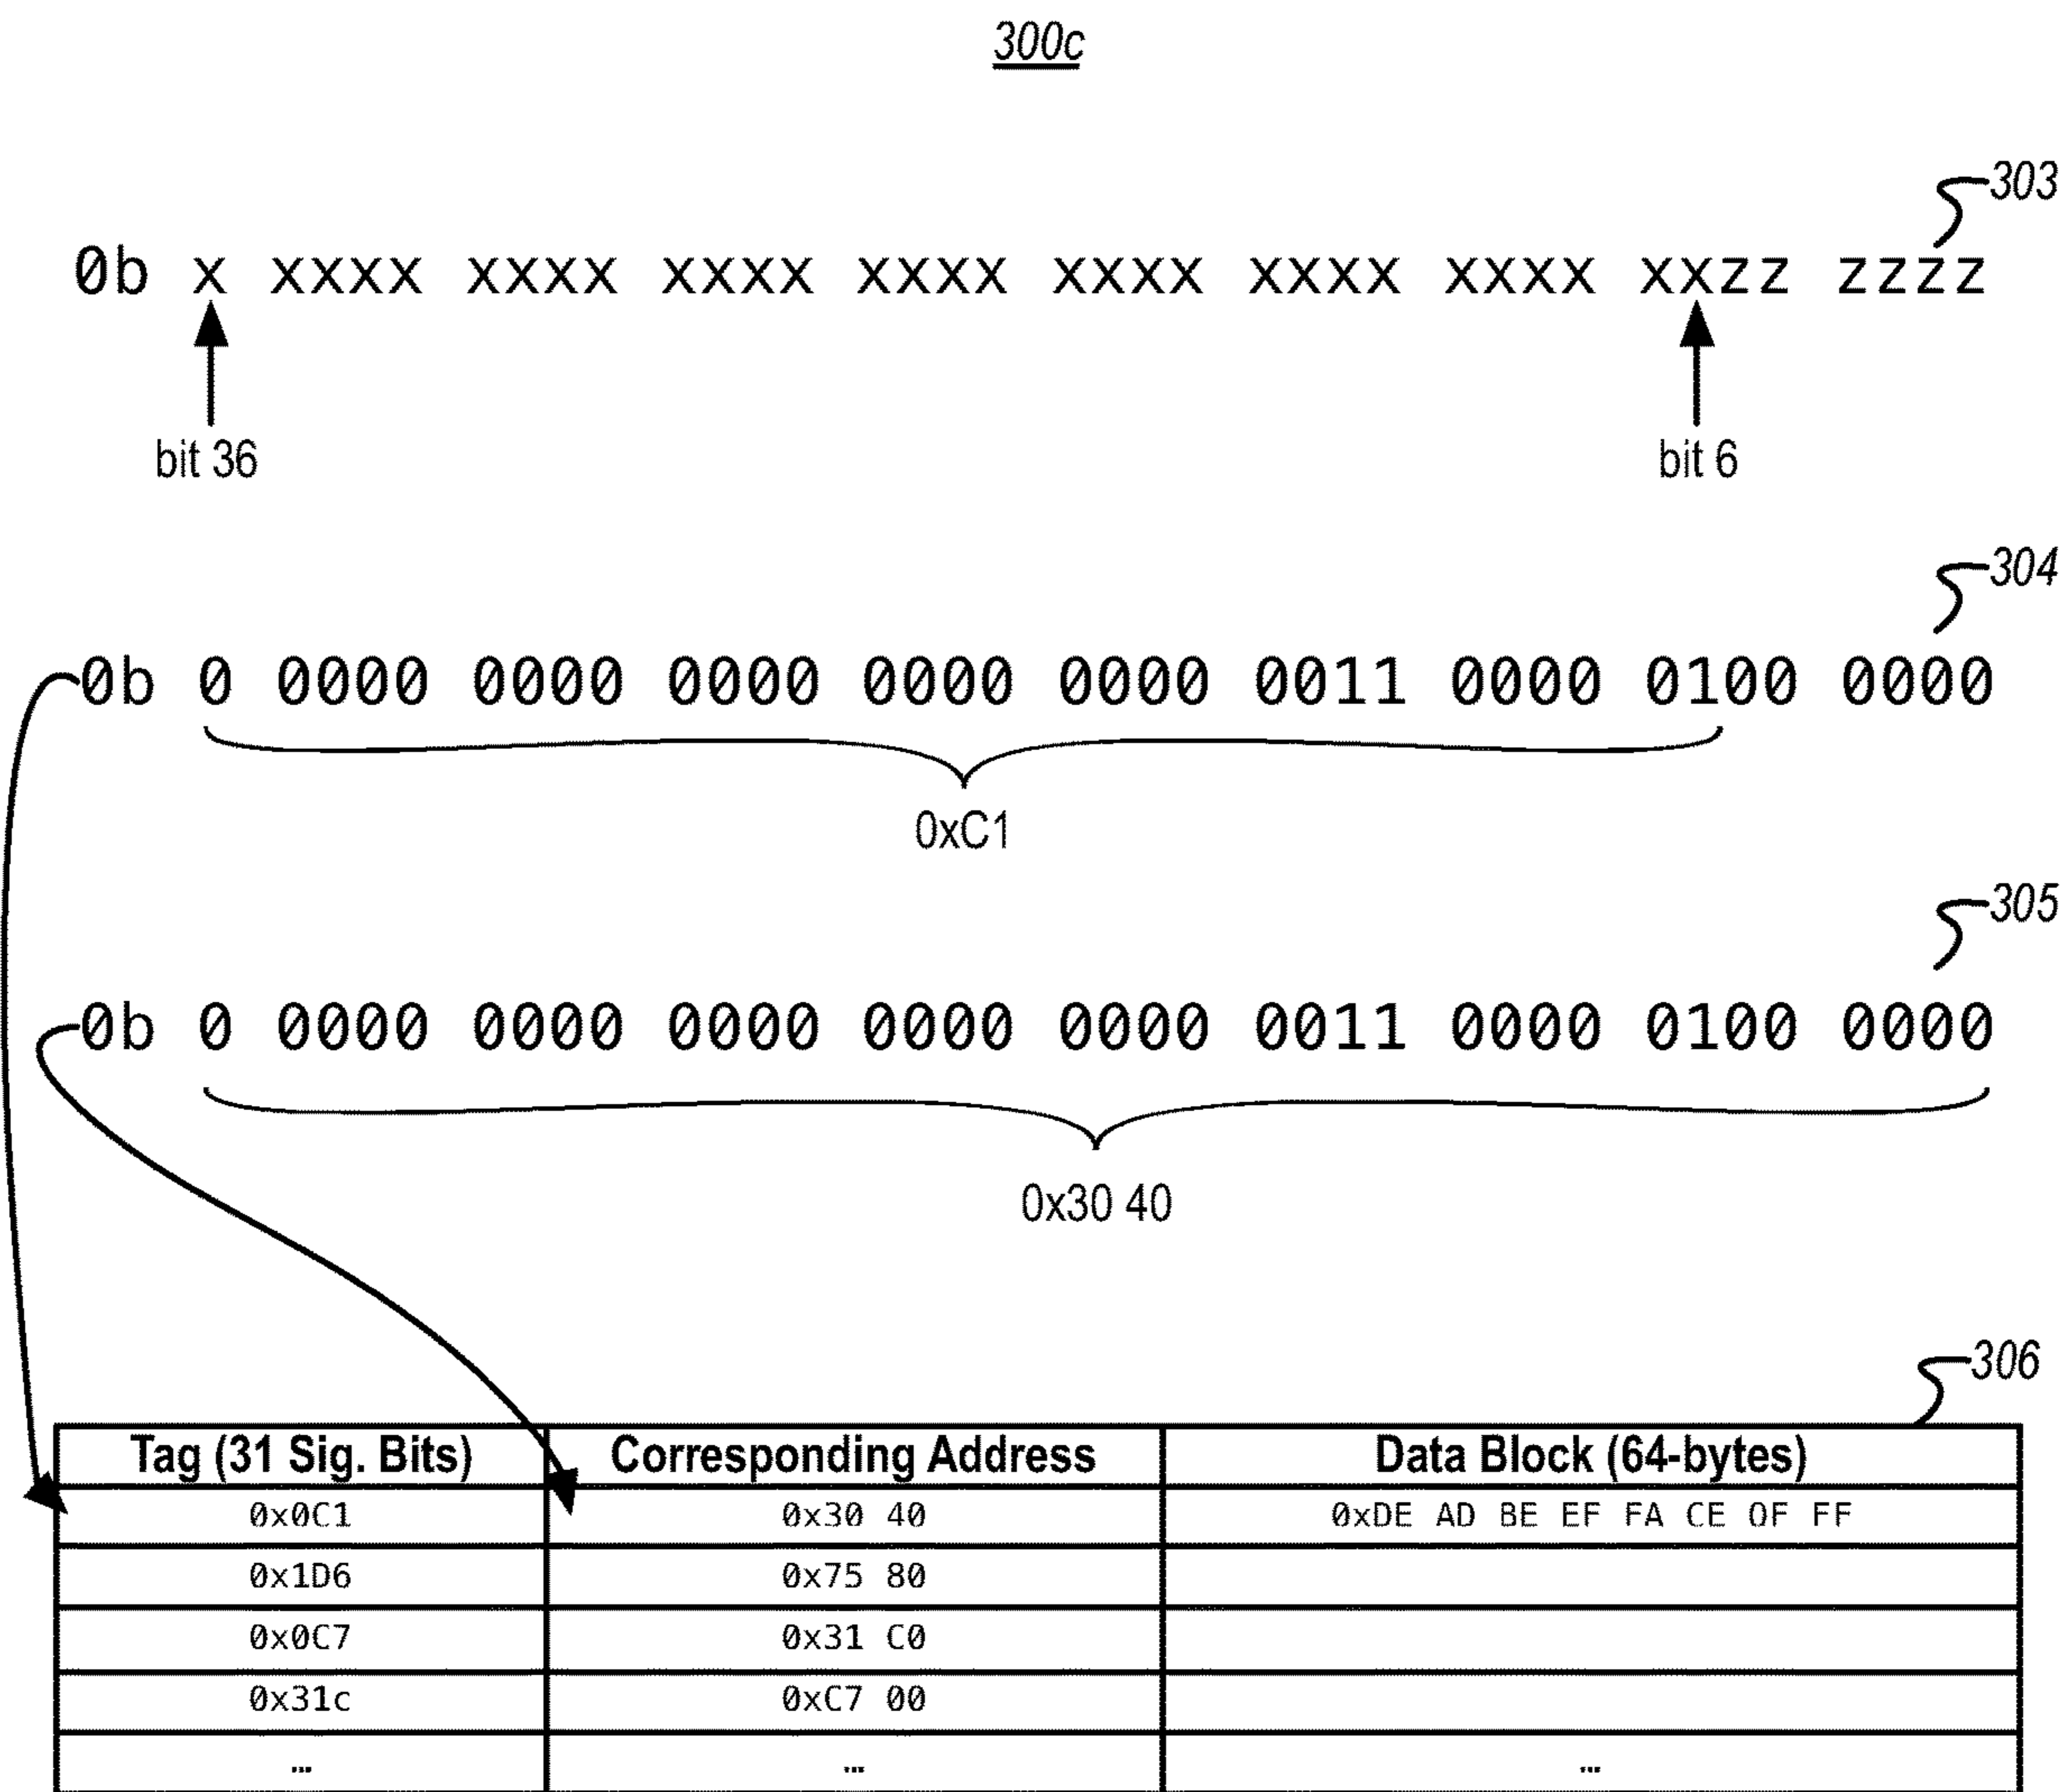 300c
303
0b x xxxx xxxx xxxx xxxx xxxx xxxx xxxx xxzz zzzz
bit 36 bit 6
304
0b 0 0000 0000 0000 0000 0000 0011 0000 0100 0000
0xC1
305
0b 0 0000 0000 0000 0000 0000 0011 0000 0100 0000
0x30 40
306
Tag (31 Sig. Bits) Corresponding Address Data Block (64-bytes)
0x0C1 0x30 40 0xDE AD BE EF FA CE OF FF
0x1D6 0x75 80
0x0C7 0x31 C0
0x31c 0xC7 00
... ... ...